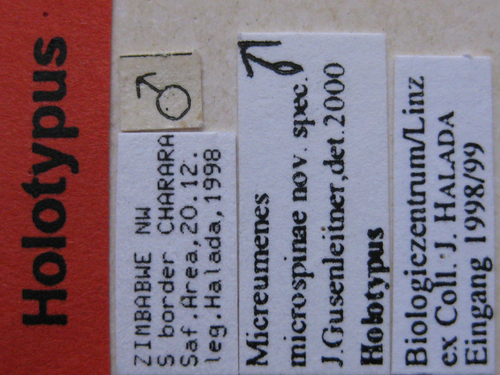 Holotypus
♂
ZIMBABWE NW
S border CHARARA
Saf.Area,20.12.
leg.Halada,1998
♂
Micreumenes
microspinae nov. spec.
J.Gusenleitner,det.2000
Holotypus
Biologiezentrum/Linz
ex Coll. J. HALADA
Eingang 1998/99